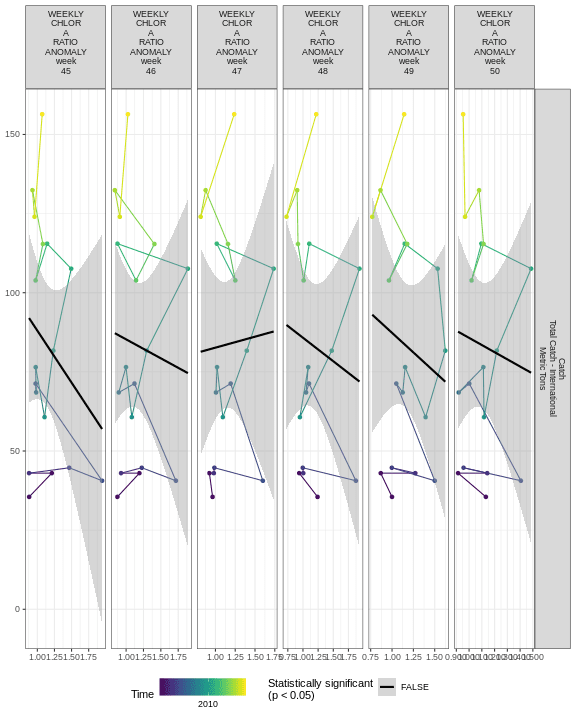 WEEKLY
CHLOR
A
RATIO
ANOMALY
week
45
WEEKLY
CHLOR
A
RATIO
ANOMALY
week
46
WEEKLY
CHLOR
A
RATIO
ANOMALY
week
47
WEEKLY
CHLOR
A
RATIO
ANOMALY
week
48
WEEKLY
CHLOR
A
RATIO
ANOMALY
week
49
WEEKLY
CHLOR
A
RATIO
ANOMALY
week
50
150
100
50
0
Catch
Total Catch - International
Metric Tons
1.00 1.25 1.50 1.75
1.00 1.25 1.50 1.75
1.00 1.25 1.50 1.75
0.75 1.00 1.25 1.50
0.75 1.00 1.25 1.50
Time
2010
Statistically significant
(p < 0.05)
FALSE